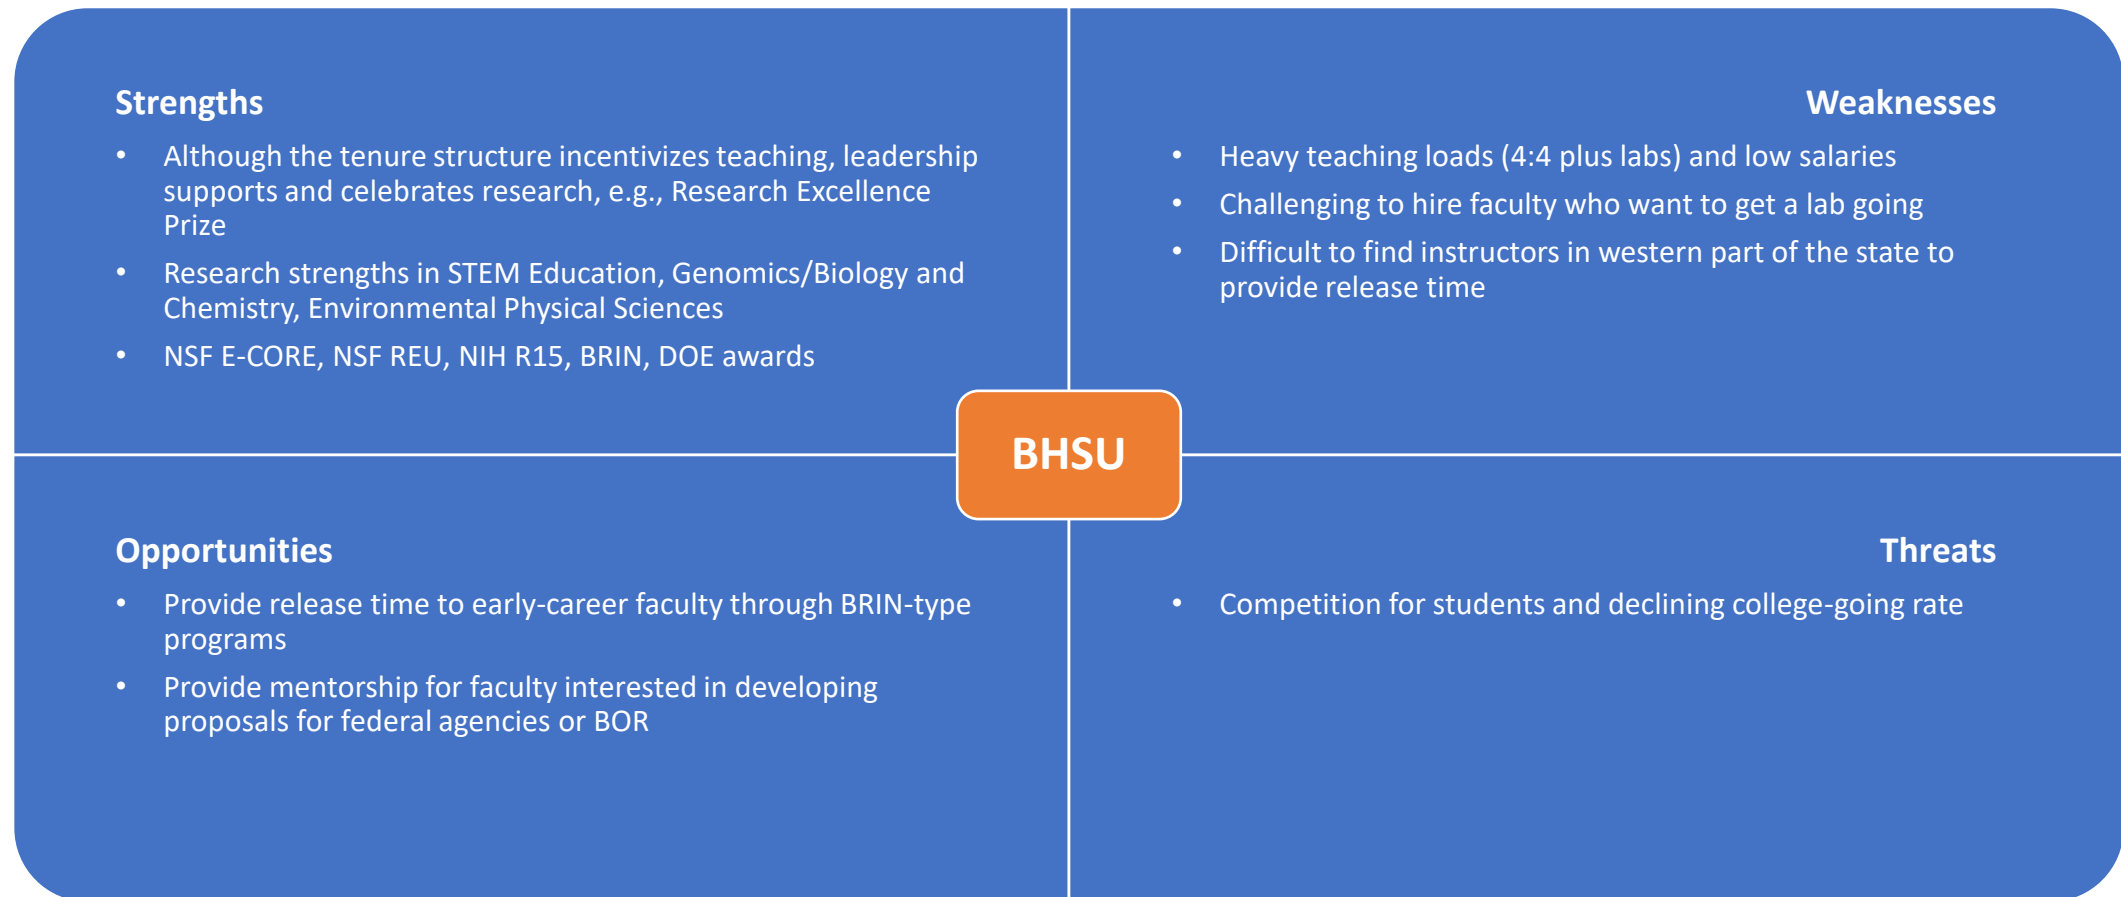 Strengths
• Although the tenure structure incentivizes teaching, leadership
supports and celebrates research, e.g., Research Excellence
Prize
• Research strengths in STEM Education, Genomics/Biology and
Chemistry, Environmental Physical Sciences
• NSF E-CORE, NSF REU, NIH R15, BRIN, DOE awards
Weaknesses
• Heavy teaching loads (4:4 plus labs) and low salaries
• Challenging to hire faculty who want to get a lab going
• Difficult to find instructors in western part of the state to
provide release time
BHSU
Opportunities
• Provide release time to early-career faculty through BRIN-type
programs
• Provide mentorship for faculty interested in developing
proposals for federal agencies or BOR
Threats
• Competition for students and declining college-going rate